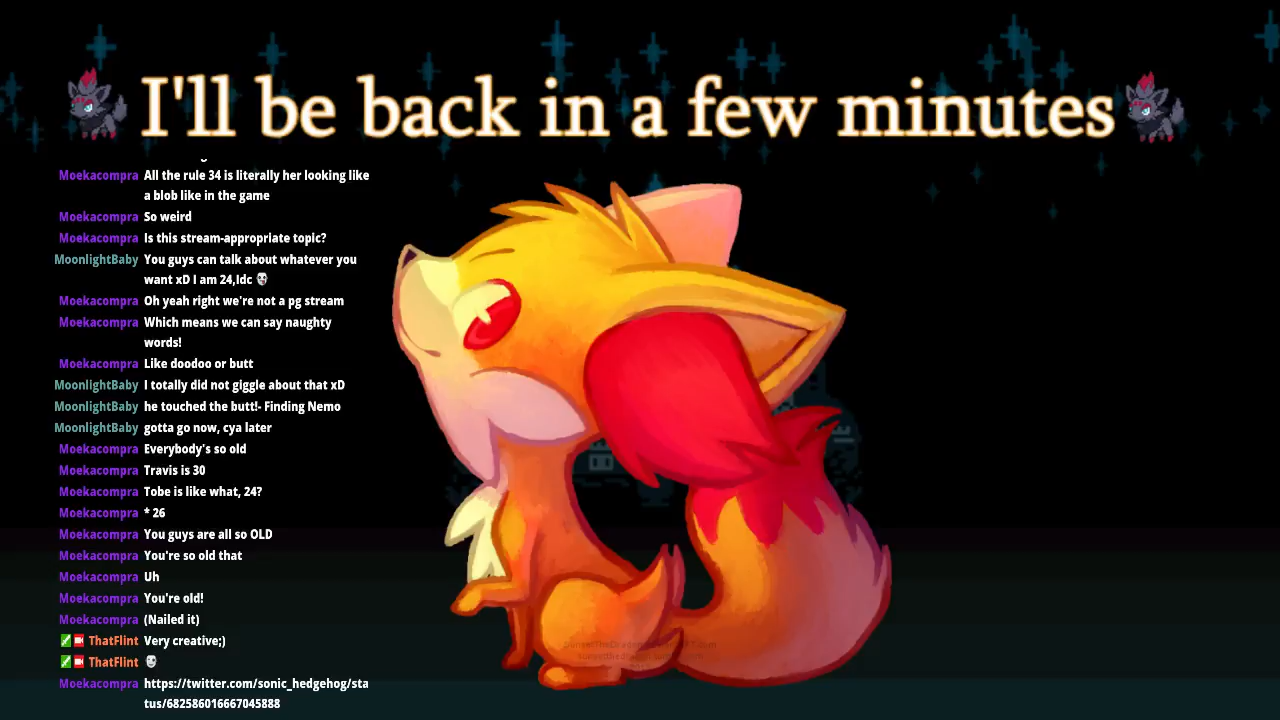 I'll be back in a few minutes
Moekacompra All the rule 34 is literally her looking like
a blob like in the game
Moekacompra So weird
Moekacompra Is this stream-appropriate topic?
MoonlightBaby You guys can talk about whatever you
want xD I am 24,Idc
Moekacompra Oh yeah right we're not a pg stream
Moekacompra Which means we can say naughty
words!
Moekacompra Like doodoo or butt
MoonlightBaby I totally did not giggle about that xD
MoonlightBaby he touched the butt!- Finding Nemo
MoonlightBaby gotta go now, cya later
Moekacompra Everybody's so old
Moekacompra Travis is 30
Moekacompra Tobe is like what, 24?
Moekacompra * 26
Moekacompra You guys are all so OLD
Moekacompra You're so old that
Moekacompra Uh
Moekacompra You're old!
Moekacompra (Nailed it)
ThatFlint Very creative;)
ThatFlint
Moekacompra https://twitter.com/sonic_hedgehog/sta
tus/682586016667045888